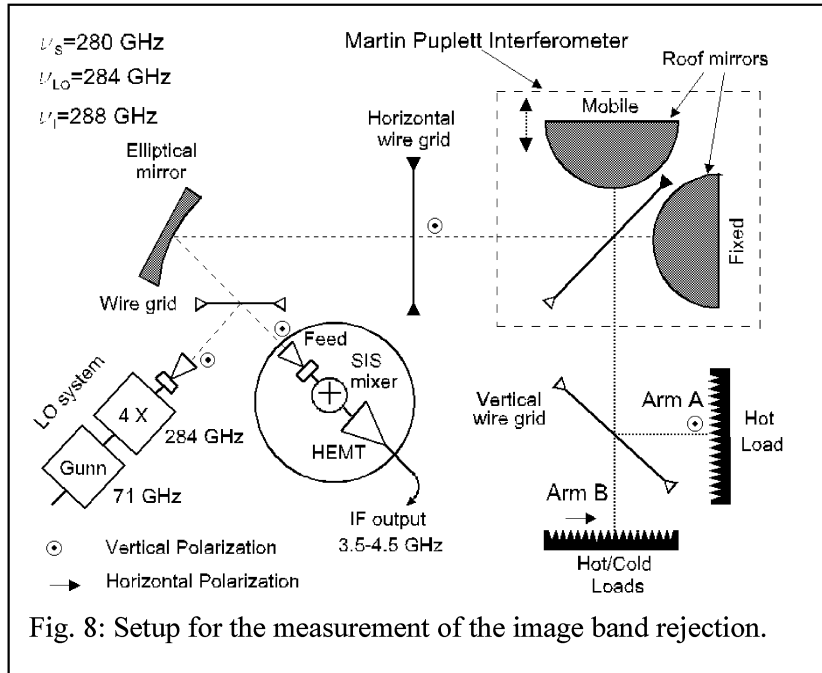 ν_S=280 GHz
ν_Lo=284 GHz
ν_I=288 GHz
Martin Puplett Interferometer
Roof mirrors
Mobile
Horizontal
wire grid
Elliptical
mirror
Fixed
Wire grid
Feed
SIS
mixer
HEMT
LO system
4 X
284 GHz
Gunn
71 GHz
IF output
3.5-4.5 GHz
Vertical
wire grid
Arm A
Hot
Load
Arm B
Hot/Cold
Loads
Vertical Polarization
Horizontal Polarization
Fig. 8: Setup for the measurement of the image band rejection.